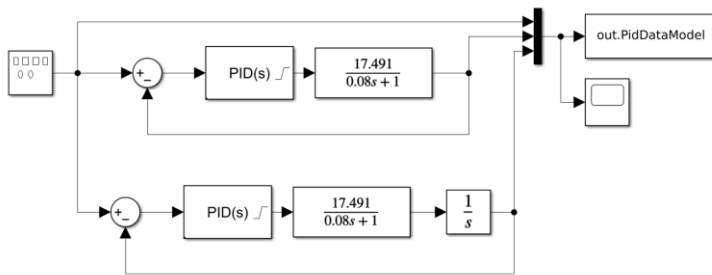 out.PidDataModel
+
−
PID(s)
17.491
0.08s + 1
+
−
PID(s)
17.491
0.08s + 1
1
s